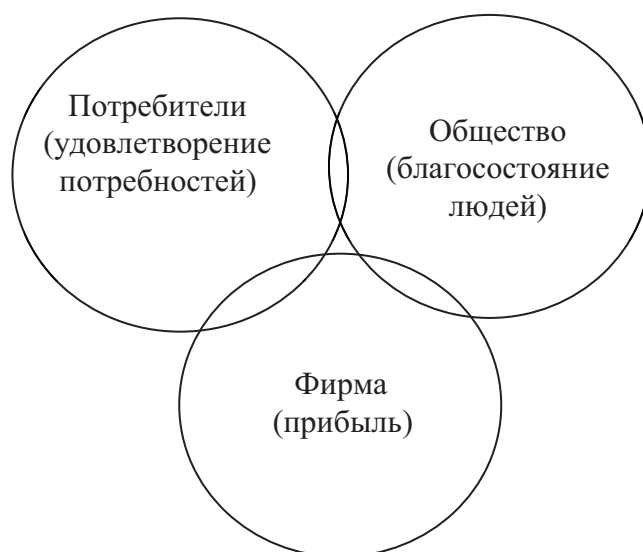 Потребители
(удовлетворение
потребностей)
Общество
(благосостояние
людей)
Фирма
(прибыль)